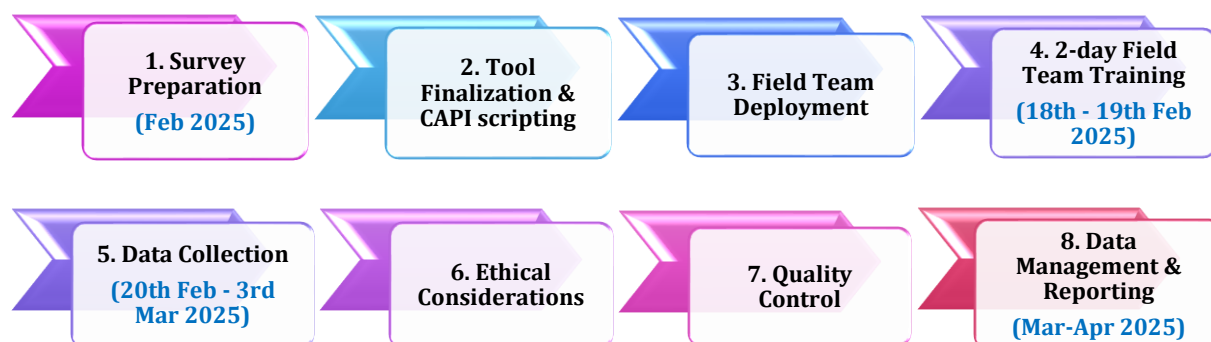 1. Survey
Preparation
(Feb 2025)
2. Tool
Finalization &
CAPI scripting
3. Field Team
Deployment
4. 2-day Field
Team Training
(18th - 19th Feb
2025)
5. Data Collection
(20th Feb - 3rd
Mar 2025)
6. Ethical
Considerations
7. Quality
Control
8. Data
Management &
Reporting
(Mar-Apr 2025)